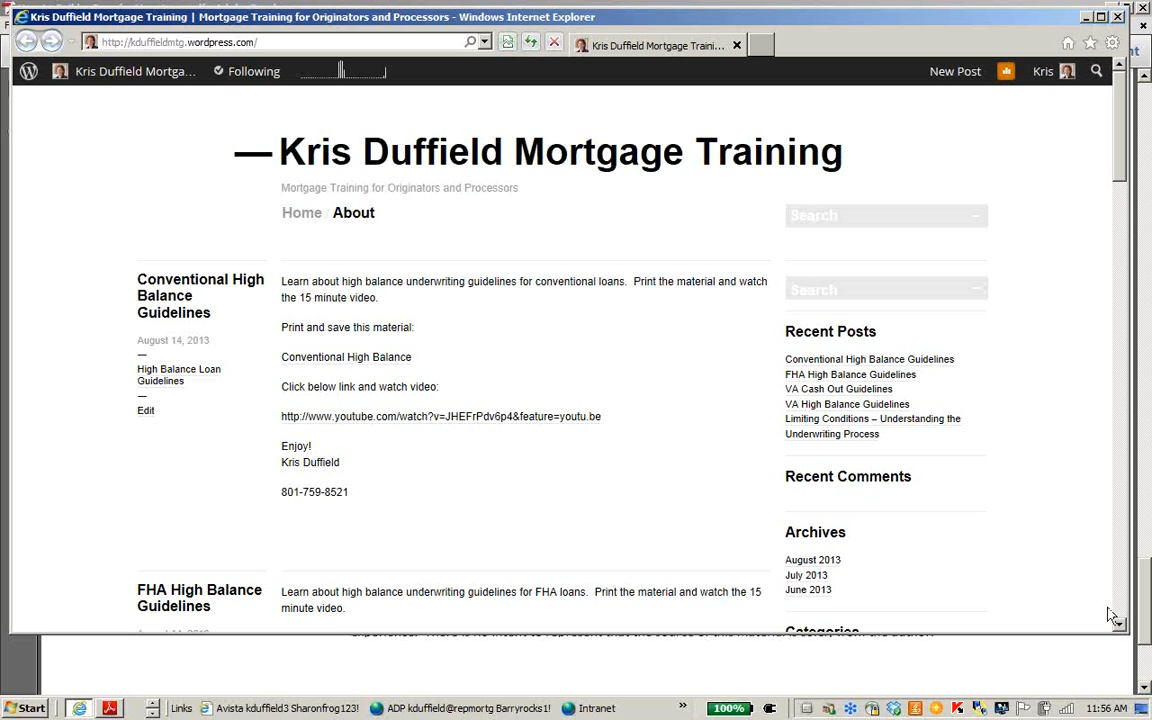 Kris Duffield Mortgage Training | Mortgage Training for Originators and Processors - Windows Internet Explorer
http://kduffieldmtg.wordpress.com/
Kris Duffield Mortgage Traini...
Kris Duffield Mortga...
Following
New Post
Kris
— Kris Duffield Mortgage Training
Mortgage Training for Originators and Processors
Home / About
Search
Conventional High
Balance
Guidelines
August 14, 2013
—
High Balance Loan
Guidelines
—
Edit
Learn about high balance underwriting guidelines for conventional loans. Print the material and watch
the 15 minute video.
Print and save this material:
Conventional High Balance
Click below link and watch video:
http://www.youtube.com/watch?v=JHEFrPdv6p4&feature=youtu.be
Enjoy!
Kris Duffield
801-759-8521
Search
Recent Posts
Conventional High Balance Guidelines
FHA High Balance Guidelines
VA Cash Out Guidelines
VA High Balance Guidelines
Limiting Conditions – Understanding the
Underwriting Process
Recent Comments
Archives
August 2013
July 2013
June 2013
Categories
FHA High Balance
Guidelines
Learn about high balance underwriting guidelines for FHA loans. Print the material and watch the 15
minute video.
Start
Links
Avista kduffield3 Sharonfrog123!
ADP kduffield@repmortg Barryrocks1!
Intranet
100%
11:56 AM